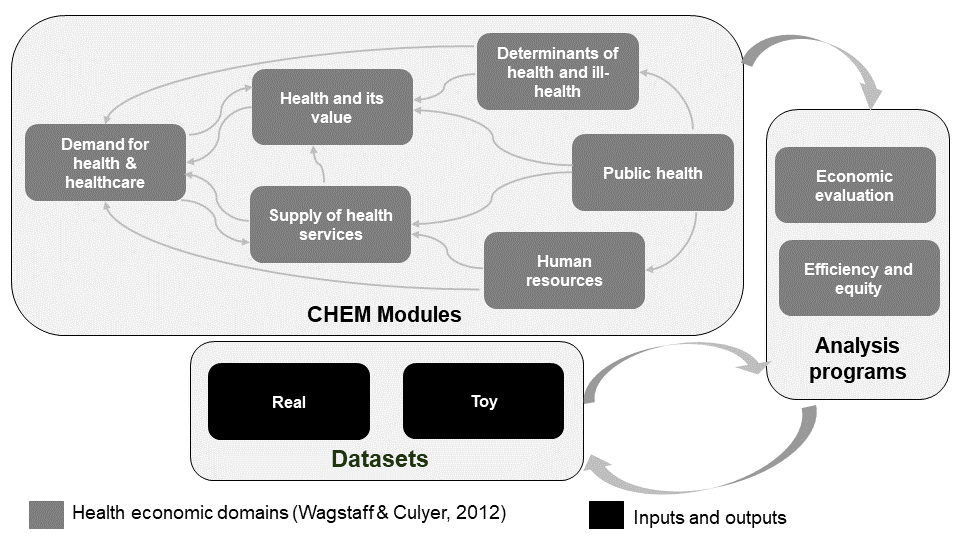 Determinants of
health and ill-
health
Health and its
value
Demand for
health &
healthcare
Public health
Supply of health
services
Human
resources
CHEM Modules
Economic
evaluation
Efficiency and
equity
Analysis
programs
Real
Toy
Datasets
Health economic domains (Wagstaff & Culyer, 2012)
Inputs and outputs